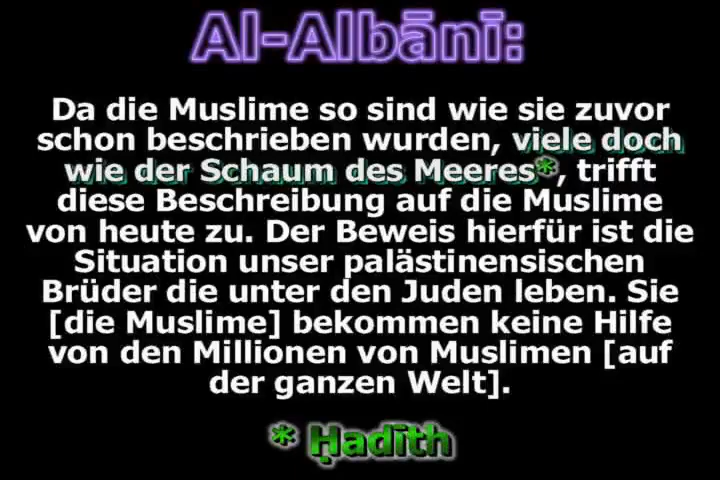 Al-Albānī:
Da die Muslime so sind wie sie zuvor
schon beschrieben wurden, viele doch
wie der Schaum des Meeres*, trifft
diese Beschreibung auf die Muslime
von heute zu. Der Beweis hierfür ist die
Situation unser palästinensischen
Brüder die unter den Juden leben. Sie
[die Muslime] bekommen keine Hilfe
von den Millionen von Muslimen [auf
der ganzen Welt].
* Ḥadīth